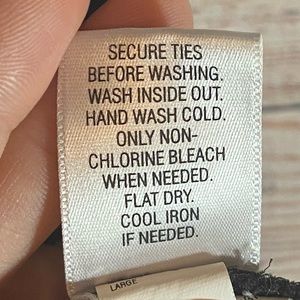 SECURE TIES
BEFORE WASHING.
WASH INSIDE OUT.
HAND WASH COLD.
ONLY NON-
CHLORINE BLEACH
WHEN NEEDED.
FLAT DRY.
COOL IRON
IF NEEDED.
LARGE